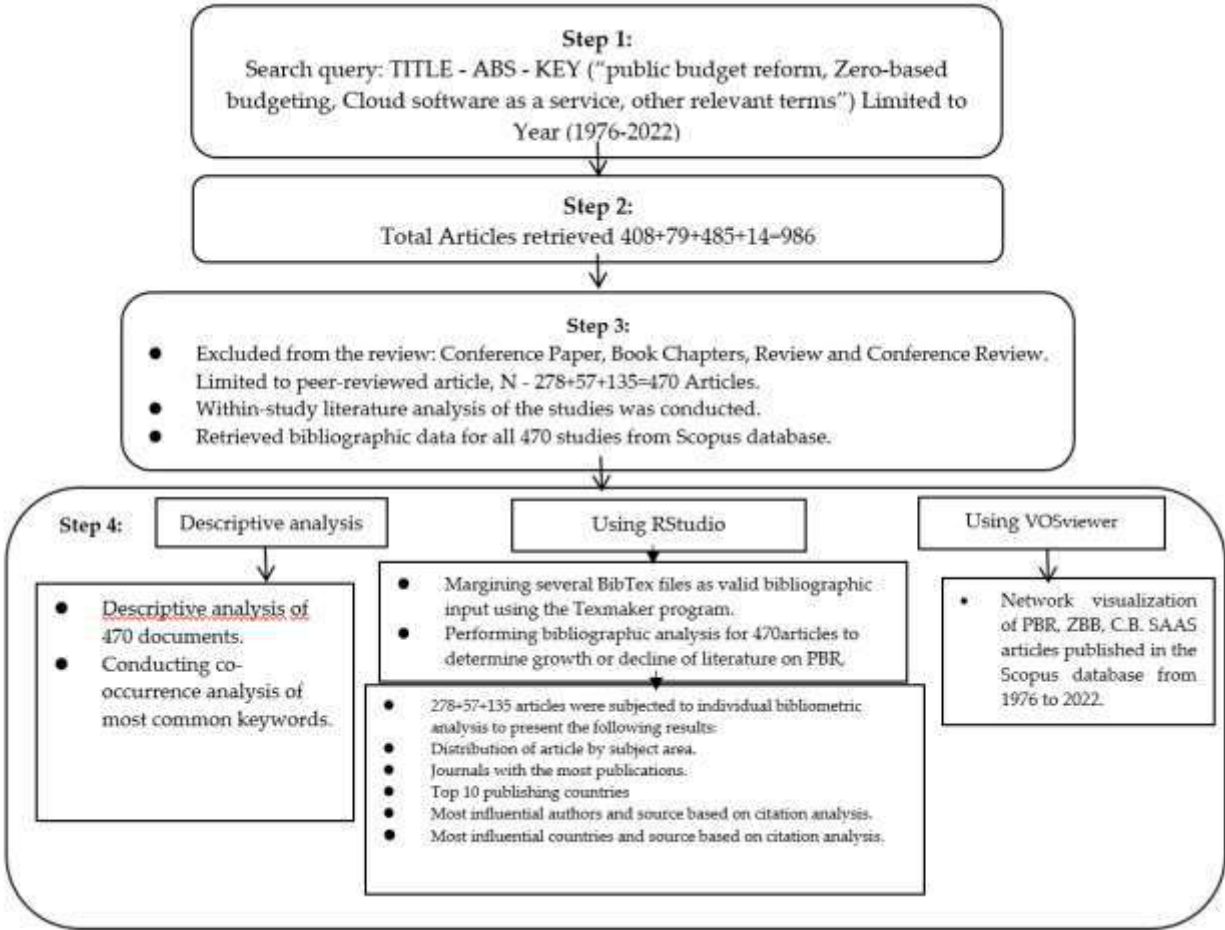 Step 1:
Search query: TITLE - ABS - KEY (“public budget reform, Zero-based
budgeting, Cloud software as a service, other relevant terms”) Limited to
Year (1976-2022)
Step 2:
Total Articles retrieved 408+79+485+14=986
Step 3:
● Excluded from the review: Conference Paper, Book Chapters, Review and Conference Review.
Limited to peer-reviewed article, N - 278+57+135=470 Articles.
● Within-study literature analysis of the studies was conducted.
● Retrieved bibliographic data for all 470 studies from Scopus database.
Step 4:
Descriptive analysis
● Descriptive analysis of
470 documents.
● Conducting co-
occurrence analysis of
most common keywords.
Using RStudio
● Margining several BibTex files as valid bibliographic
input using the Texmaker program.
● Performing bibliographic analysis for 470articles to
determine growth or decline of literature on PBR,
● 278+57+135 articles were subjected to individual bibliometric
analysis to present the following results:
● Distribution of article by subject area.
● Journals with the most publications.
● Top 10 publishing countries
● Most influential authors and source based on citation analysis.
● Most influential countries and source based on citation analysis.
Using VOSviewer
• Network visualization
of PBR, ZBB, C.B. SAAS
articles published in the
Scopus database from
1976 to 2022.